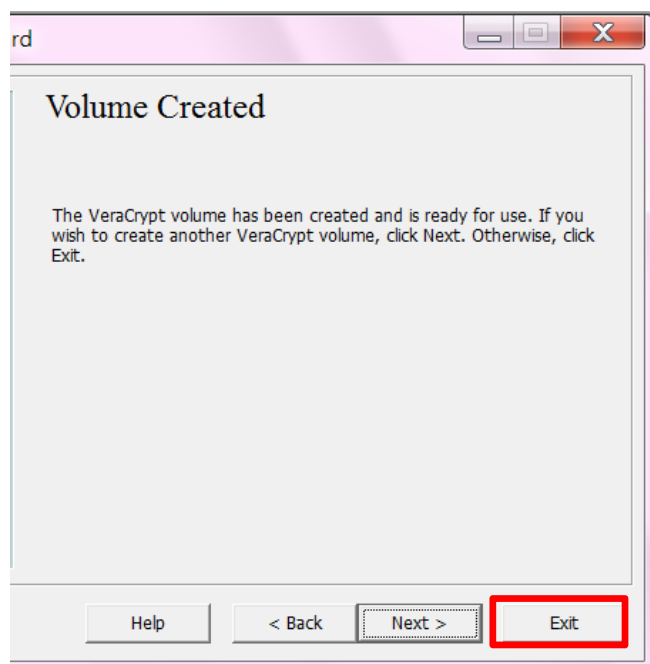 rd
X
Volume Created
The VeraCrypt volume has been created and is ready for use. If you
wish to create another VeraCrypt volume, click Next. Otherwise, click
Exit.
Help < Back Next > Exit